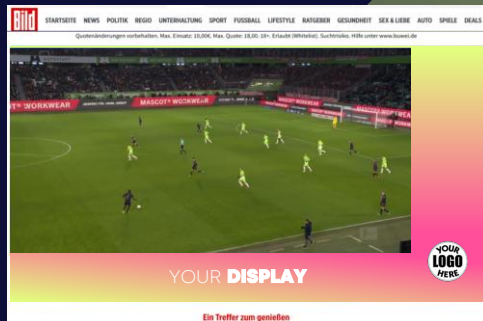 Bild STARTSEITE NEWS POLITIK REGIO UNTERHALTUNG SPORT FUSSBALL LIFESTYLE RATGEBER GESUNDHEIT SEX & LIEBE AUTO SPIELE DEALS
Quotenänderungen vorbehalten. Max. Einsatz: 10,00€, Max. Quote: 18,00. 18+. Erlaubt (Whitelist). Suchtrisiko. Hilfe unter www.buwei.de
WORKWEAR MASCOT® WORKWEAR MASCOT
YOUR
LOGO
HERE
YOUR DISPLAY
Ein Treffer zum genießen